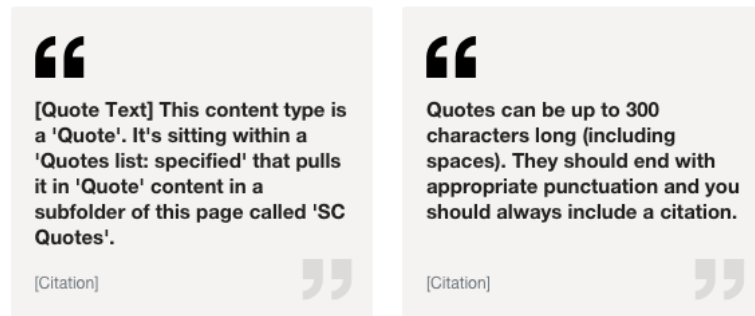 [Quote Text] This content type is
a 'Quote'. It's sitting within a
'Quotes list: specified' that pulls
it in 'Quote' content in a
subfolder of this page called 'SC
Quotes'.
[Citation]
Quotes can be up to 300
characters long (including
spaces). They should end with
appropriate punctuation and you
should always include a citation.
[Citation]